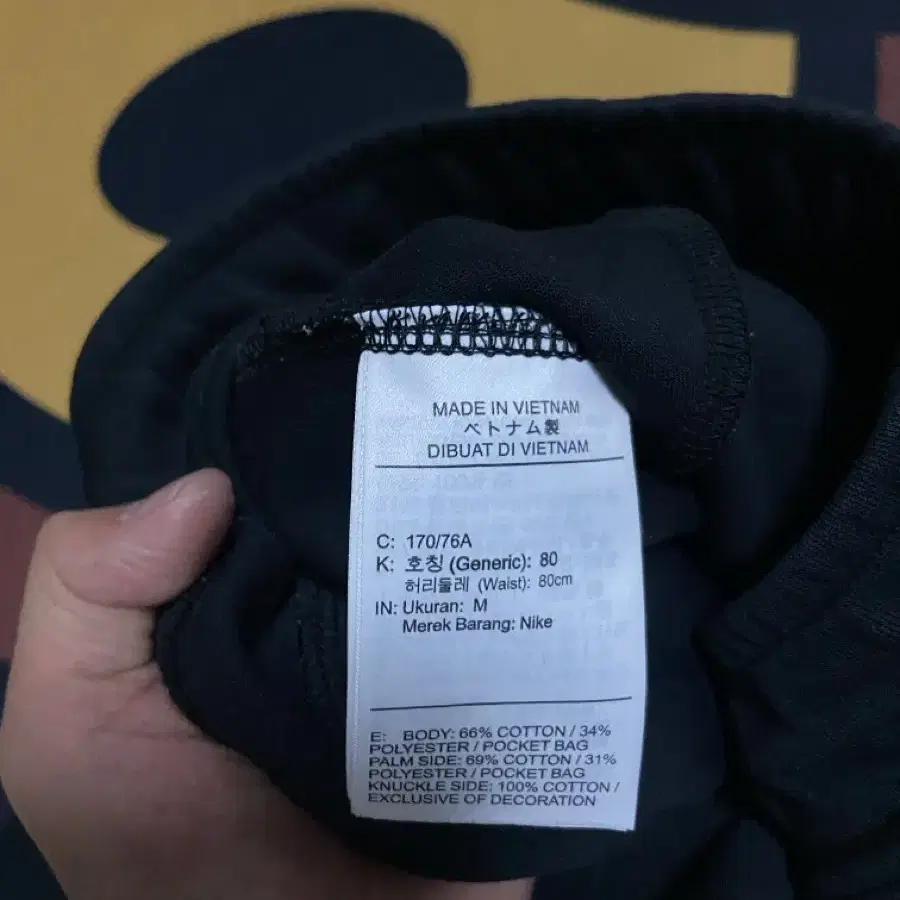 MADE IN VIETNAM
ベトナム製
DIBUAT DI VIETNAM
C: 170/76A
K: 호칭 (Generic): 80
허리둘레 (Waist): 80cm
IN: Ukuran: M
Merek Barang: Nike
E: BODY: 66% COTTON / 34%
POLYESTER / POCKET BAG
PALM SIDE: 69% COTTON / 31%
POLYESTER / POCKET BAG
KNUCKLE SIDE: 100% COTTON /
EXCLUSIVE OF DECORATION